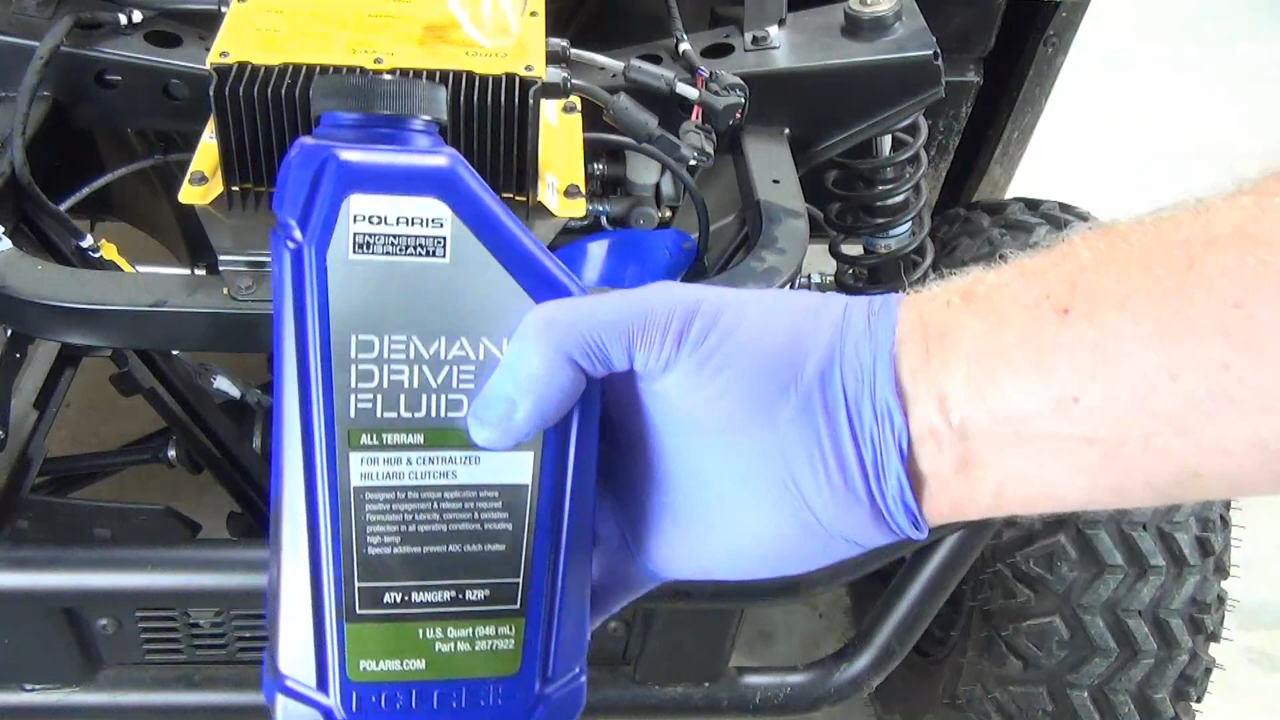 POLARIS
ENGINEERED
LUBRICANTS
DEMAN
DRIVE
FLUID
ALL TERRAIN
FOR HUB & CENTRALIZED
HILLIARD CLUTCHES
- Designed for this unique application where
positive engagement & release are required
- Formulated for lubricity, corrosion & oxidation
protection in all operating conditions, including
high-temp
- Special additives prevent ADC clutch chatter
ATV - RANGER® - RZR®
1 U.S. Quart (946 mL)
Part No. 2877922
POLARIS.COM
POLARIS